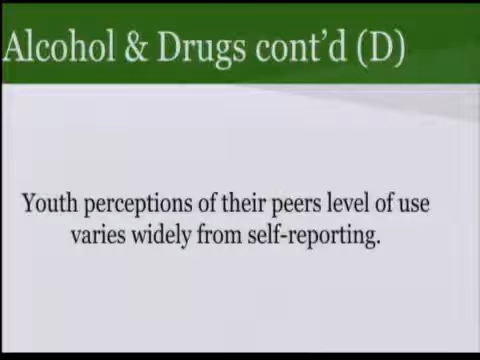 Alcohol & Drugs cont’d (D)
Youth perceptions of their peers level of use
varies widely from self-reporting.